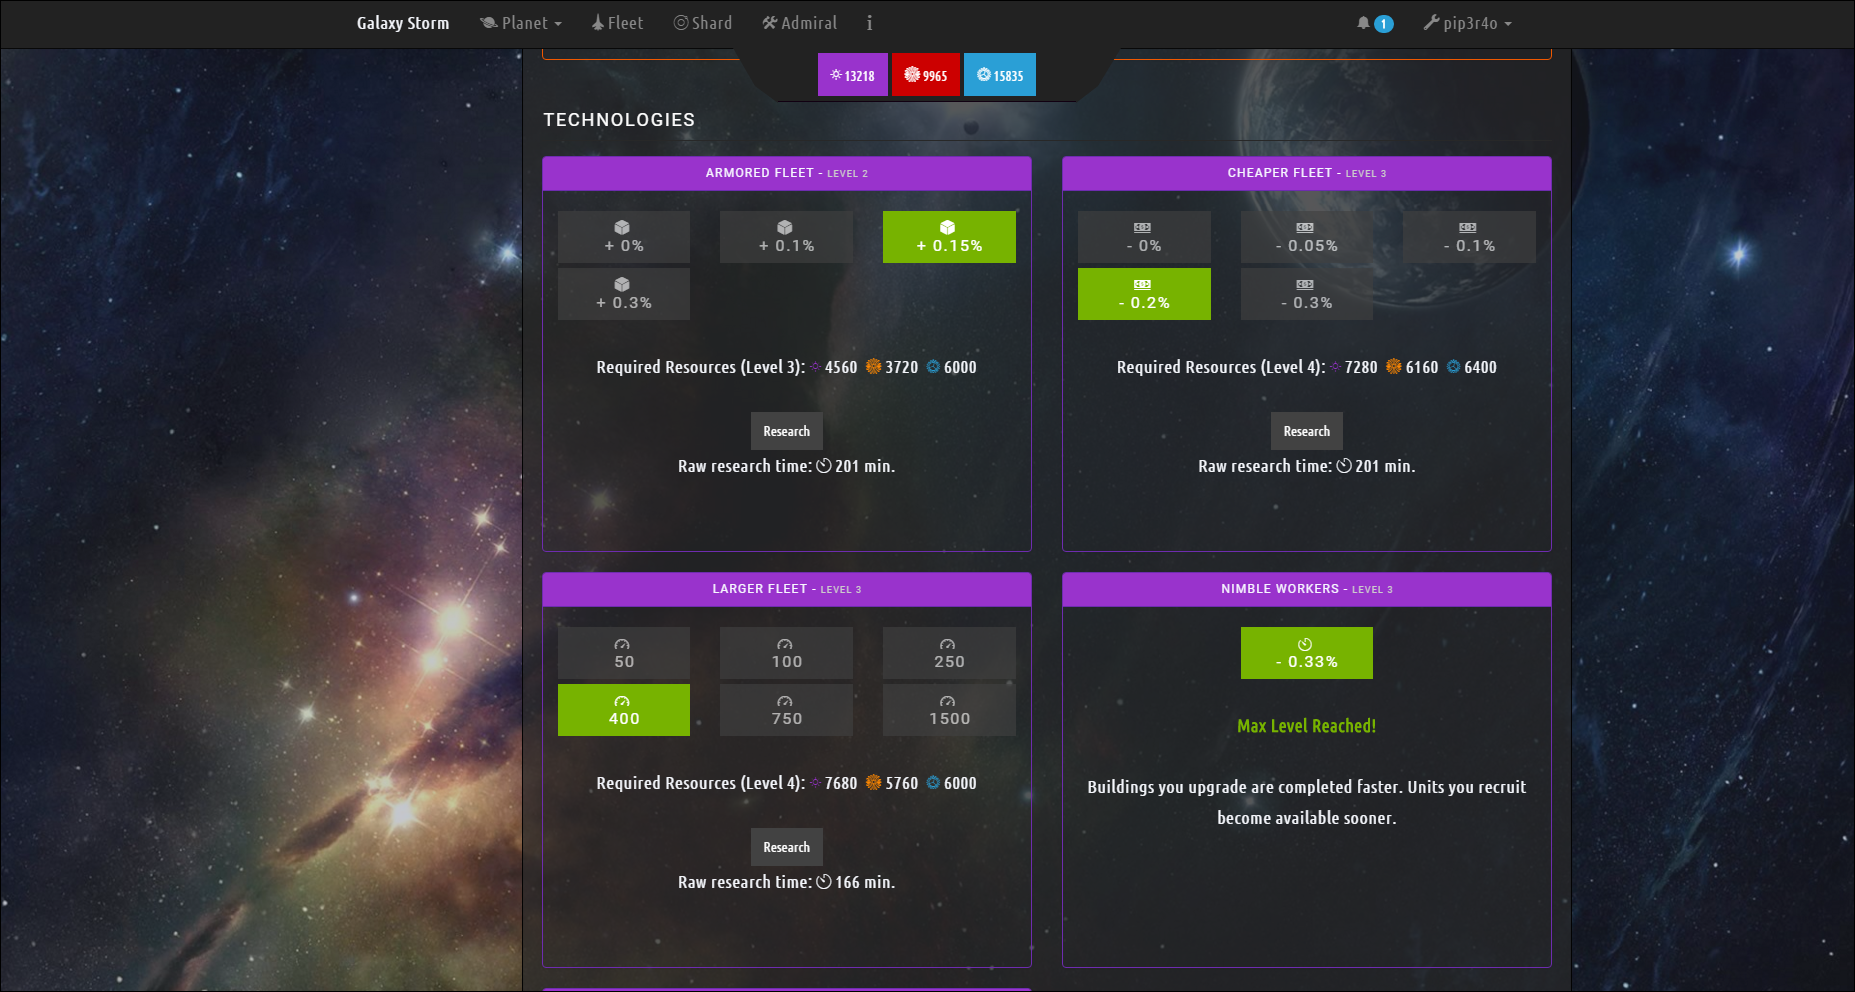 Galaxy Storm Planet Fleet Shard Admiral i 1 pip3r4o
13218 9965 15835
TECHNOLOGIES
ARMORED FLEET - LEVEL 2
+ 0% + 0.1% + 0.15%
+ 0.3%
Required Resources (Level 3): 4560 3720 6000
Research
Raw research time: 201 min.
CHEAPER FLEET - LEVEL 3
- 0% - 0.05% - 0.1%
- 0.2% - 0.3%
Required Resources (Level 4): 7280 6160 6400
Research
Raw research time: 201 min.
LARGER FLEET - LEVEL 3
50 100 250
400 750 1500
Required Resources (Level 4): 7680 5760 6000
Research
Raw research time: 166 min.
NIMBLE WORKERS - LEVEL 3
- 0.33%
Max Level Reached!
Buildings you upgrade are completed faster. Units you recruit
become available sooner.